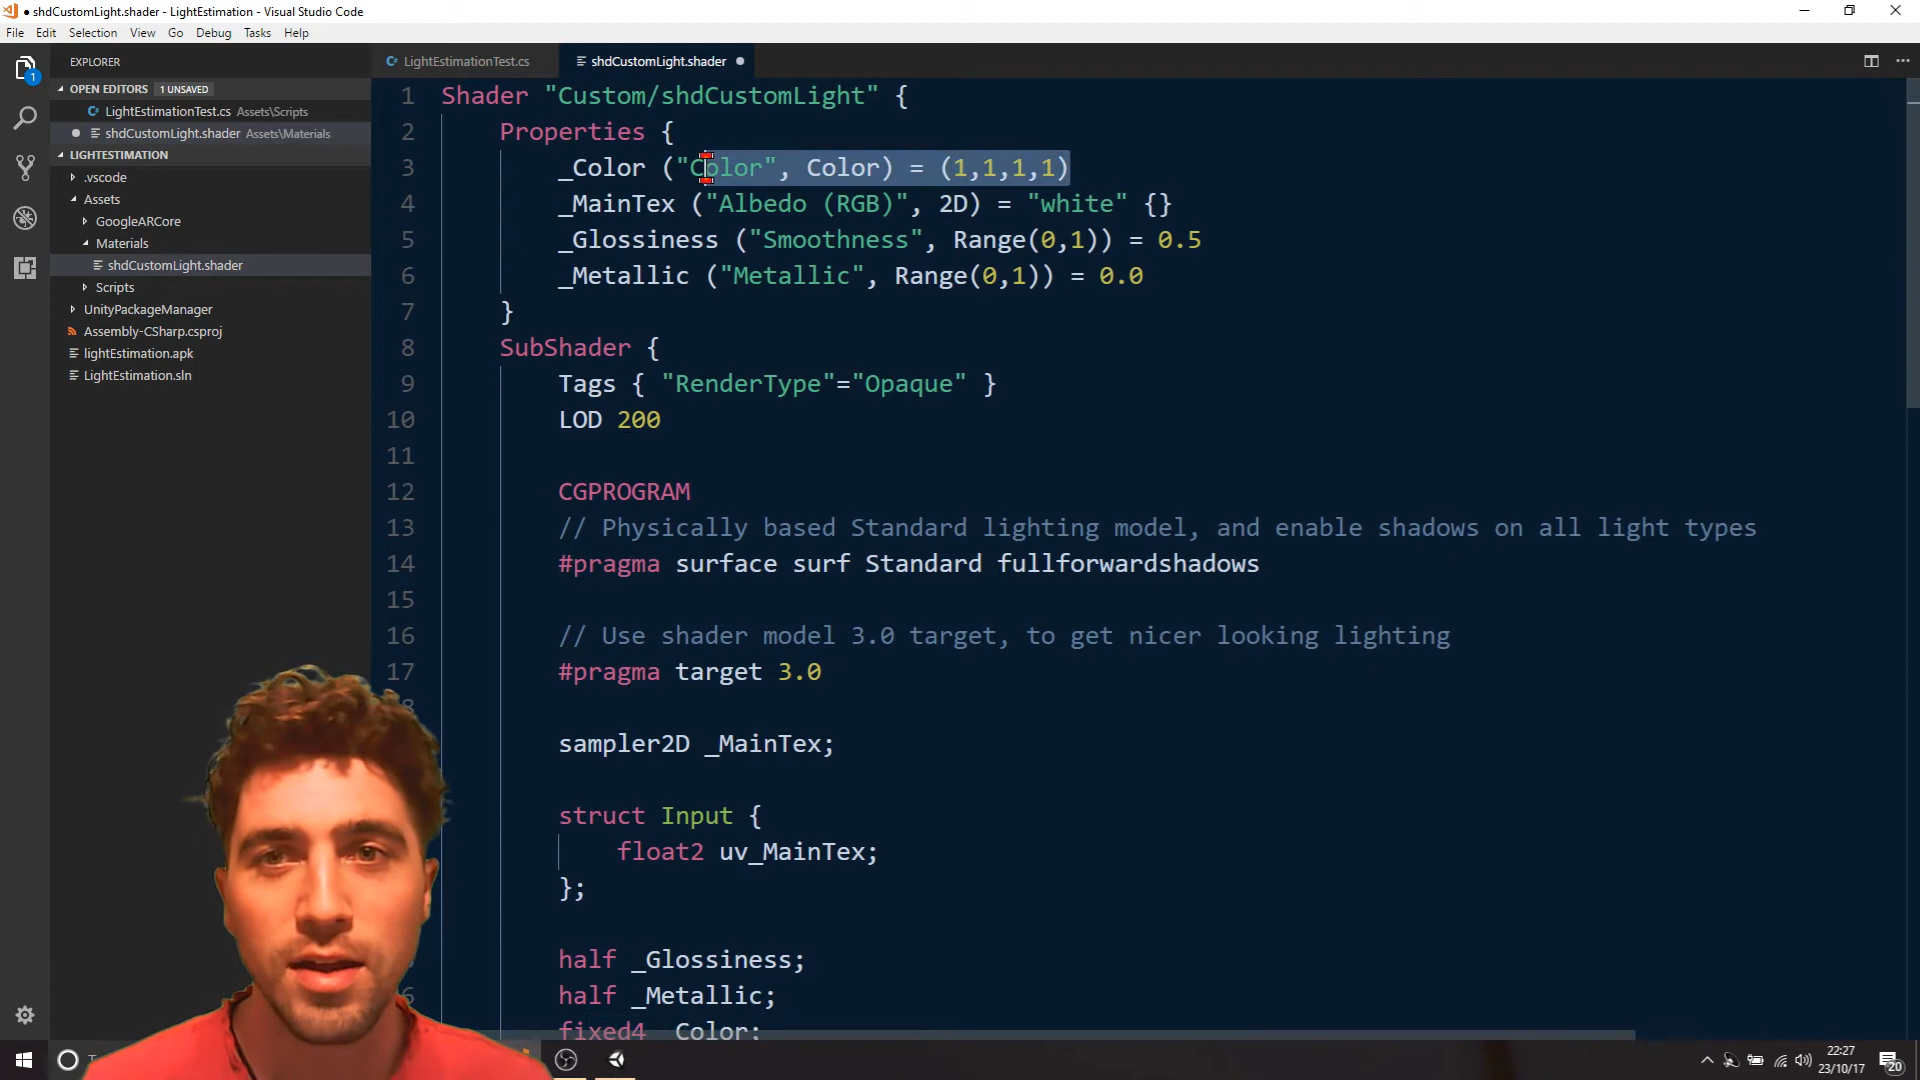 shdCustomLight.shader - LightEstimation - Visual Studio Code
File Edit Selection View Go Debug Tasks Help
EXPLORER
OPEN EDITORS 1 UNSAVED
LightEstimationTest.cs Assets\Scripts
shdCustomLight.shader Assets\Materials
LIGHTESTIMATION
.vscode
Assets
GoogleARCore
Materials
shdCustomLight.shader
Scripts
UnityPackageManager
Assembly-CSharp.csproj
lightEstimation.apk
LightEstimation.sln
1
LightEstimationTest.cs shdCustomLight.shader
1 Shader "Custom/shdCustomLight" {
2 Properties {
3 _Color ("Color", Color) = (1,1,1,1)
4 _MainTex ("Albedo (RGB)", 2D) = "white" {}
5 _Glossiness ("Smoothness", Range(0,1)) = 0.5
6 _Metallic ("Metallic", Range(0,1)) = 0.0
7 }
8 SubShader {
9 Tags { "RenderType"="Opaque" }
10 LOD 200
11
12 CGPROGRAM
13 // Physically based Standard lighting model, and enable shadows on all light types
14 #pragma surface surf Standard fullforwardshadows
15
16 // Use shader model 3.0 target, to get nicer looking lighting
17 #pragma target 3.0
sampler2D _MainTex;
struct Input {
float2 uv_MainTex;
};
half _Glossiness;
half _Metallic;
fixed4 _Color;
22:27
23/10/17
20